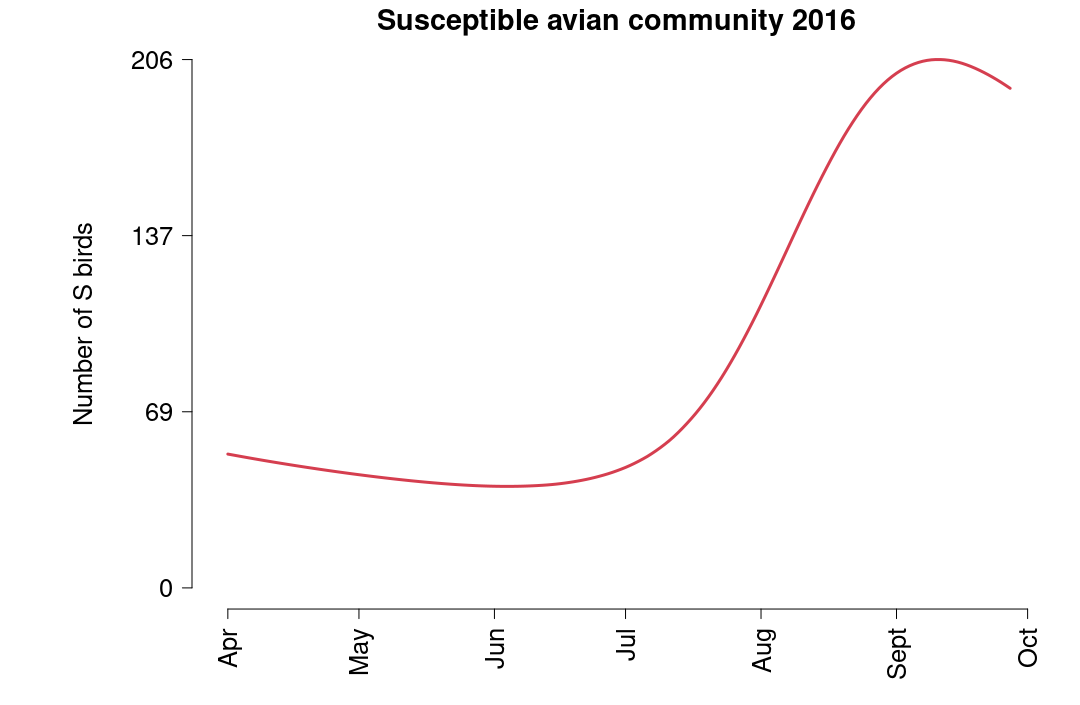 Susceptible avian community 2016
Number of S birds
206
137
69
0
Apr
May
Jun
Jul
Aug
Sept
Oct